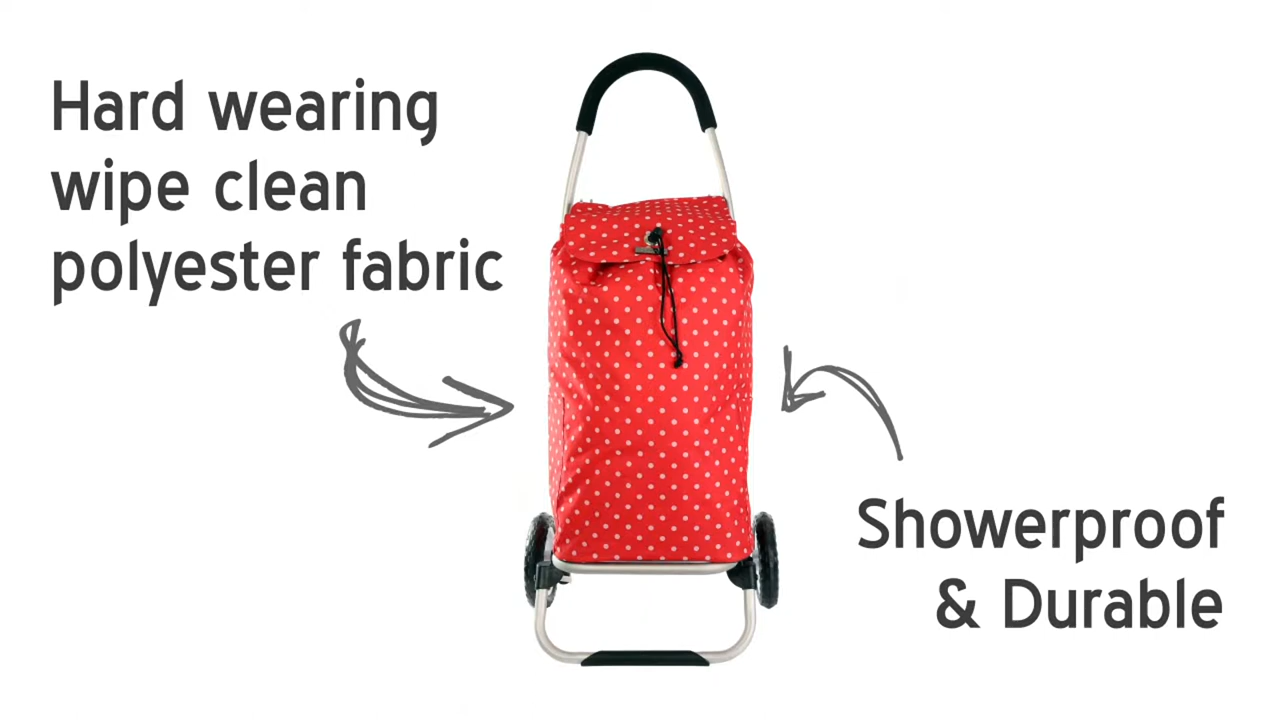 Hard wearing
wipe clean
polyester fabric
Showerproof
& Durable